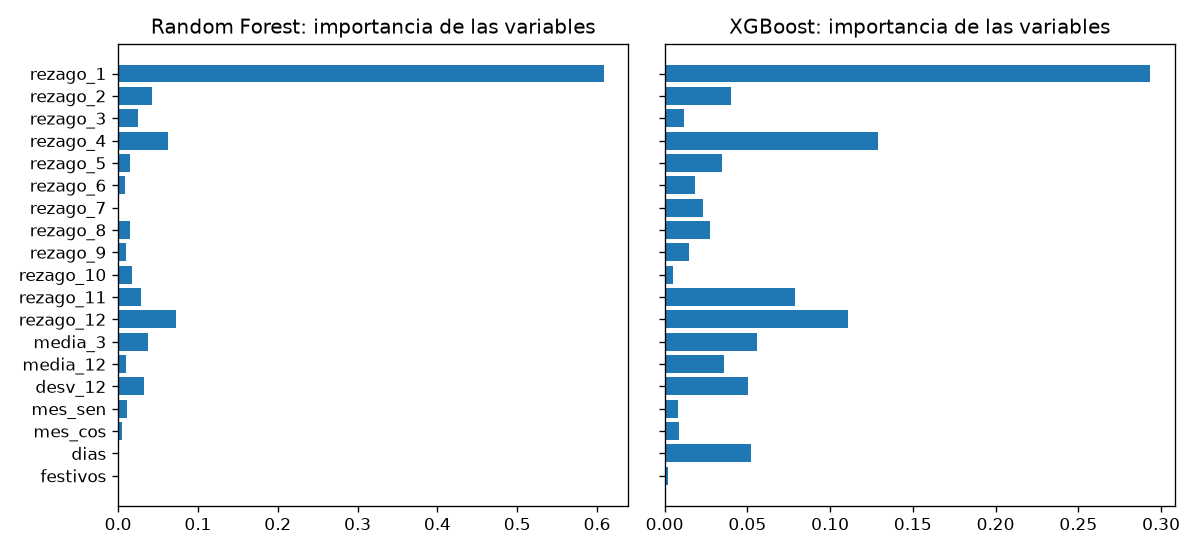 Random Forest: importancia de las variables
XGBoost: importancia de las variables
rezago_1
rezago_2
rezago_3
rezago_4
rezago_5
rezago_6
rezago_7
rezago_8
rezago_9
rezago_10
rezago_11
rezago_12
media_3
media_12
desv_12
mes_sen
mes_cos
dias
festivos
0.0 0.1 0.2 0.3 0.4 0.5 0.6
0.00 0.05 0.10 0.15 0.20 0.25 0.30